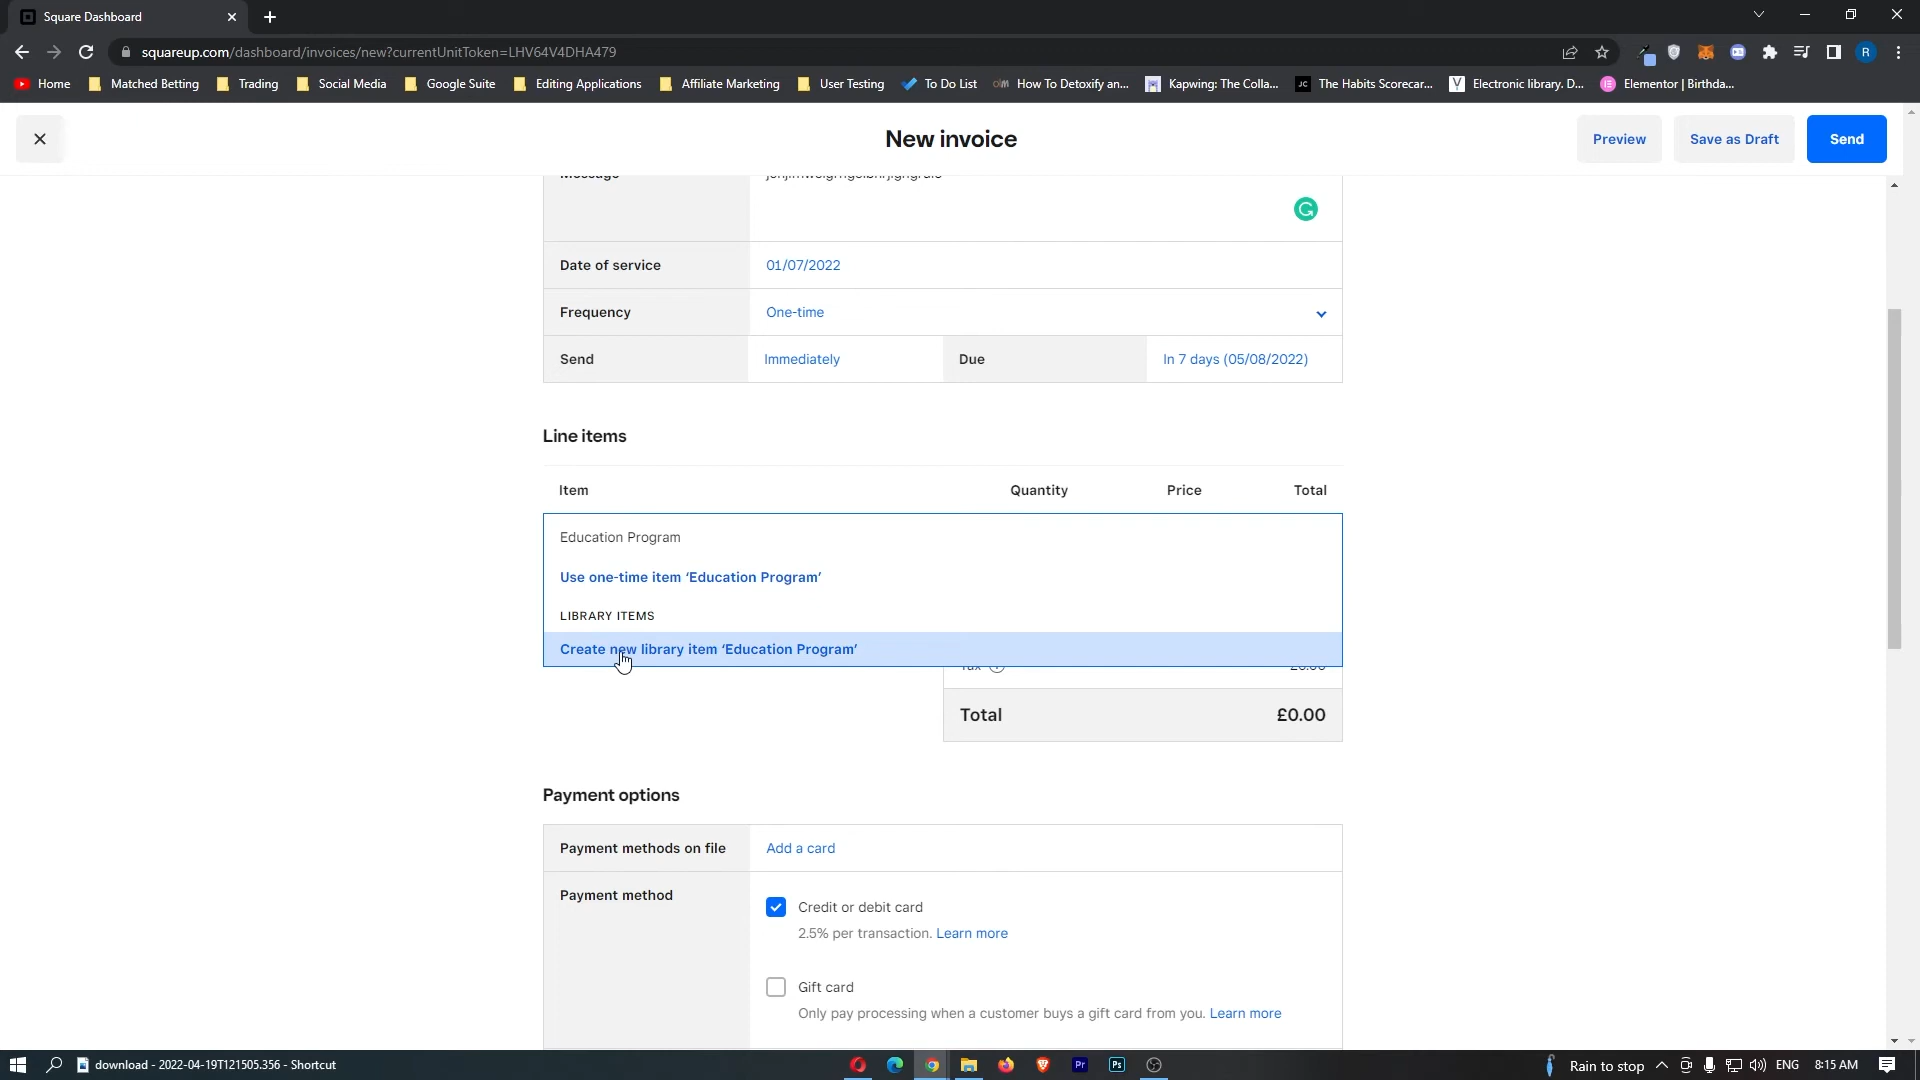 Square Dashboard
squareup.com/dashboard/invoices/new?currentUnitToken=LHV64V4DHA479
R
Home
Matched Betting
Trading
Social Media
Google Suite
Editing Applications
Affiliate Marketing
User Testing
To Do List
How To Detoxify an...
Kapwing: The Colla...
JC The Habits Scorecar...
Electronic library. D...
Elementor | Birthda...
New invoice
Preview
Save as Draft
Send
Message
Date of service
01/07/2022
Frequency
One-time
Send
Immediately
Due
In 7 days (05/08/2022)
Line items
Item
Quantity
Price
Total
Education Program
Use one-time item ‘Education Program’
LIBRARY ITEMS
Create new library item ‘Education Program’
Tax
£0.00
Total
£0.00
Payment options
Payment methods on file
Add a card
Payment method
Credit or debit card
2.5% per transaction. Learn more
Gift card
Only pay processing when a customer buys a gift card from you. Learn more
download - 2022-04-19T121505.356 - Shortcut
Pr
Ps
Rain to stop
ENG
8:15 AM